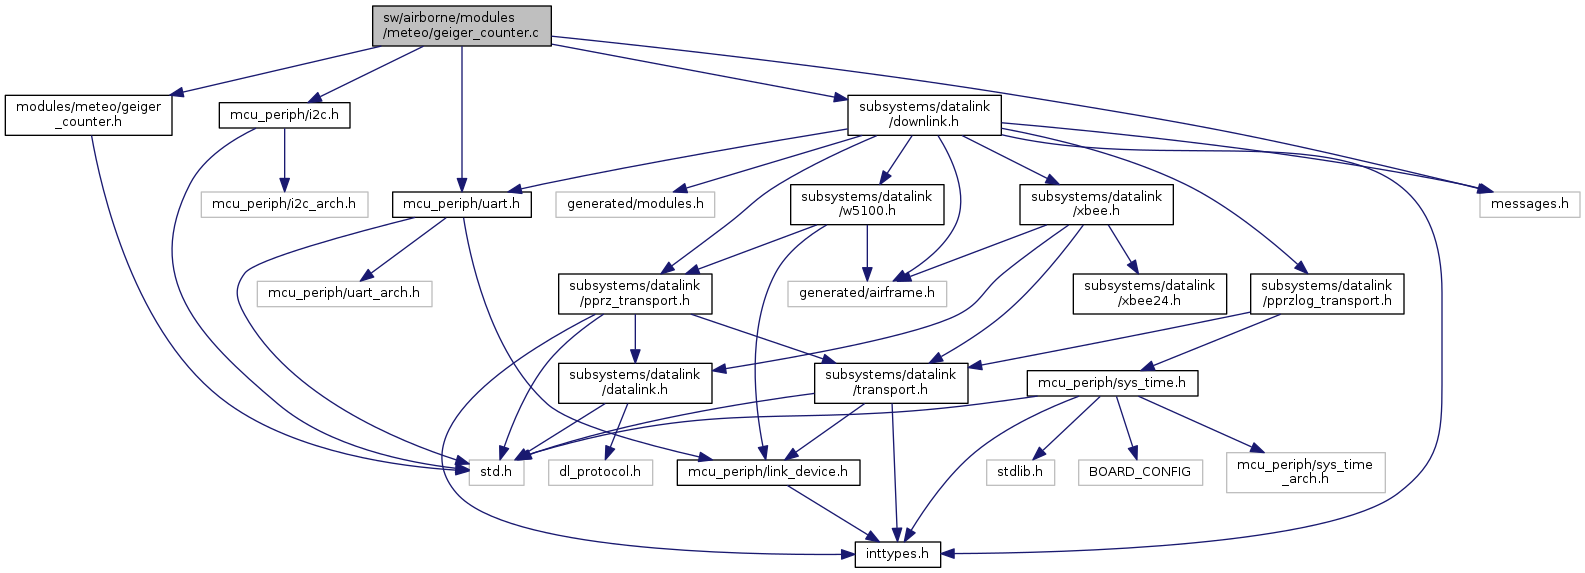 sw/airborne/modules
/meteo/geiger_counter.c
modules/meteo/geiger
_counter.h
mcu_periph/i2c.h
subsystems/datalink
/downlink.h
mcu_periph/i2c_arch.h
mcu_periph/uart.h
generated/modules.h
subsystems/datalink
/w5100.h
subsystems/datalink
/xbee.h
messages.h
mcu_periph/uart_arch.h
subsystems/datalink
/pprz_transport.h
generated/airframe.h
subsystems/datalink
/xbee24.h
subsystems/datalink
/pprzlog_transport.h
subsystems/datalink
/datalink.h
subsystems/datalink
/transport.h
mcu_periph/sys_time.h
std.h
dl_protocol.h
mcu_periph/link_device.h
stdlib.h
BOARD_CONFIG
mcu_periph/sys_time
_arch.h
inttypes.h